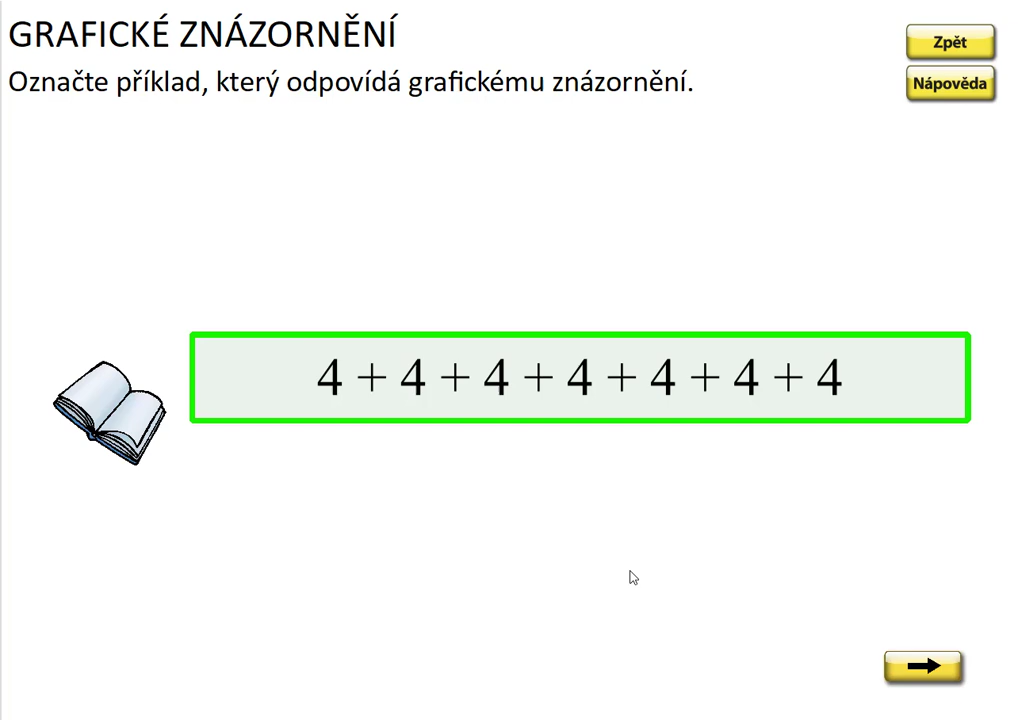 GRAFICKÉ ZNÁZORNĚNÍ
Zpět
Označte příklad, který odpovídá grafickému znázornění.
Nápověda
4 + 4 + 4 + 4 + 4 + 4 + 4